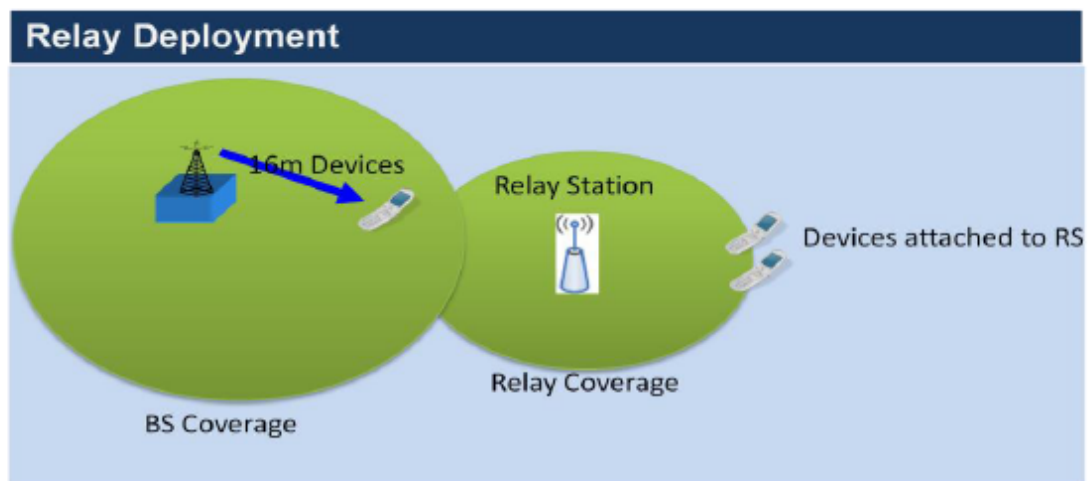 Relay Deployment
16m Devices
Relay Station
Devices attached to RS
Relay Coverage
BS Coverage